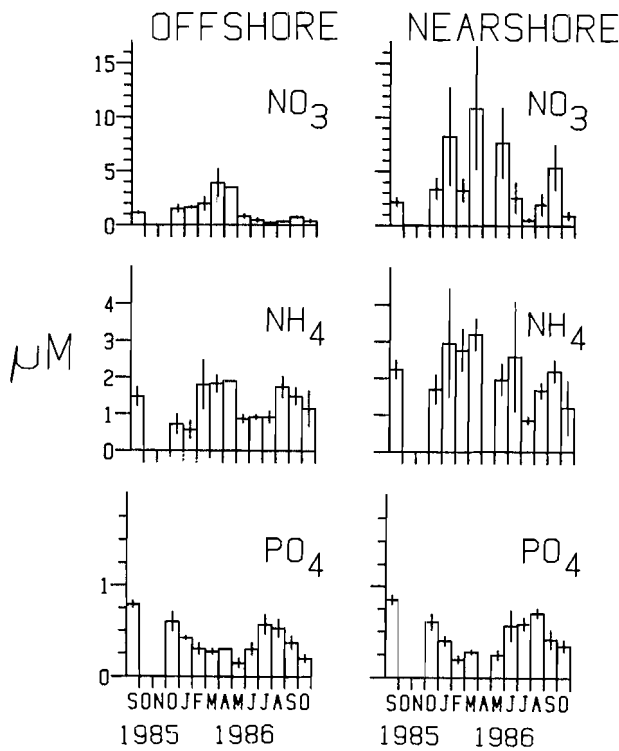 OFFSHORE NEARSHORE
15
10
5
0
NO3
NO3
4
3
2
1
0
NH4
NH4
µM
1
0
PO4
PO4
SONDJFMAMJJASO SONDJFMAMJJASO
1985 1986 1985 1986